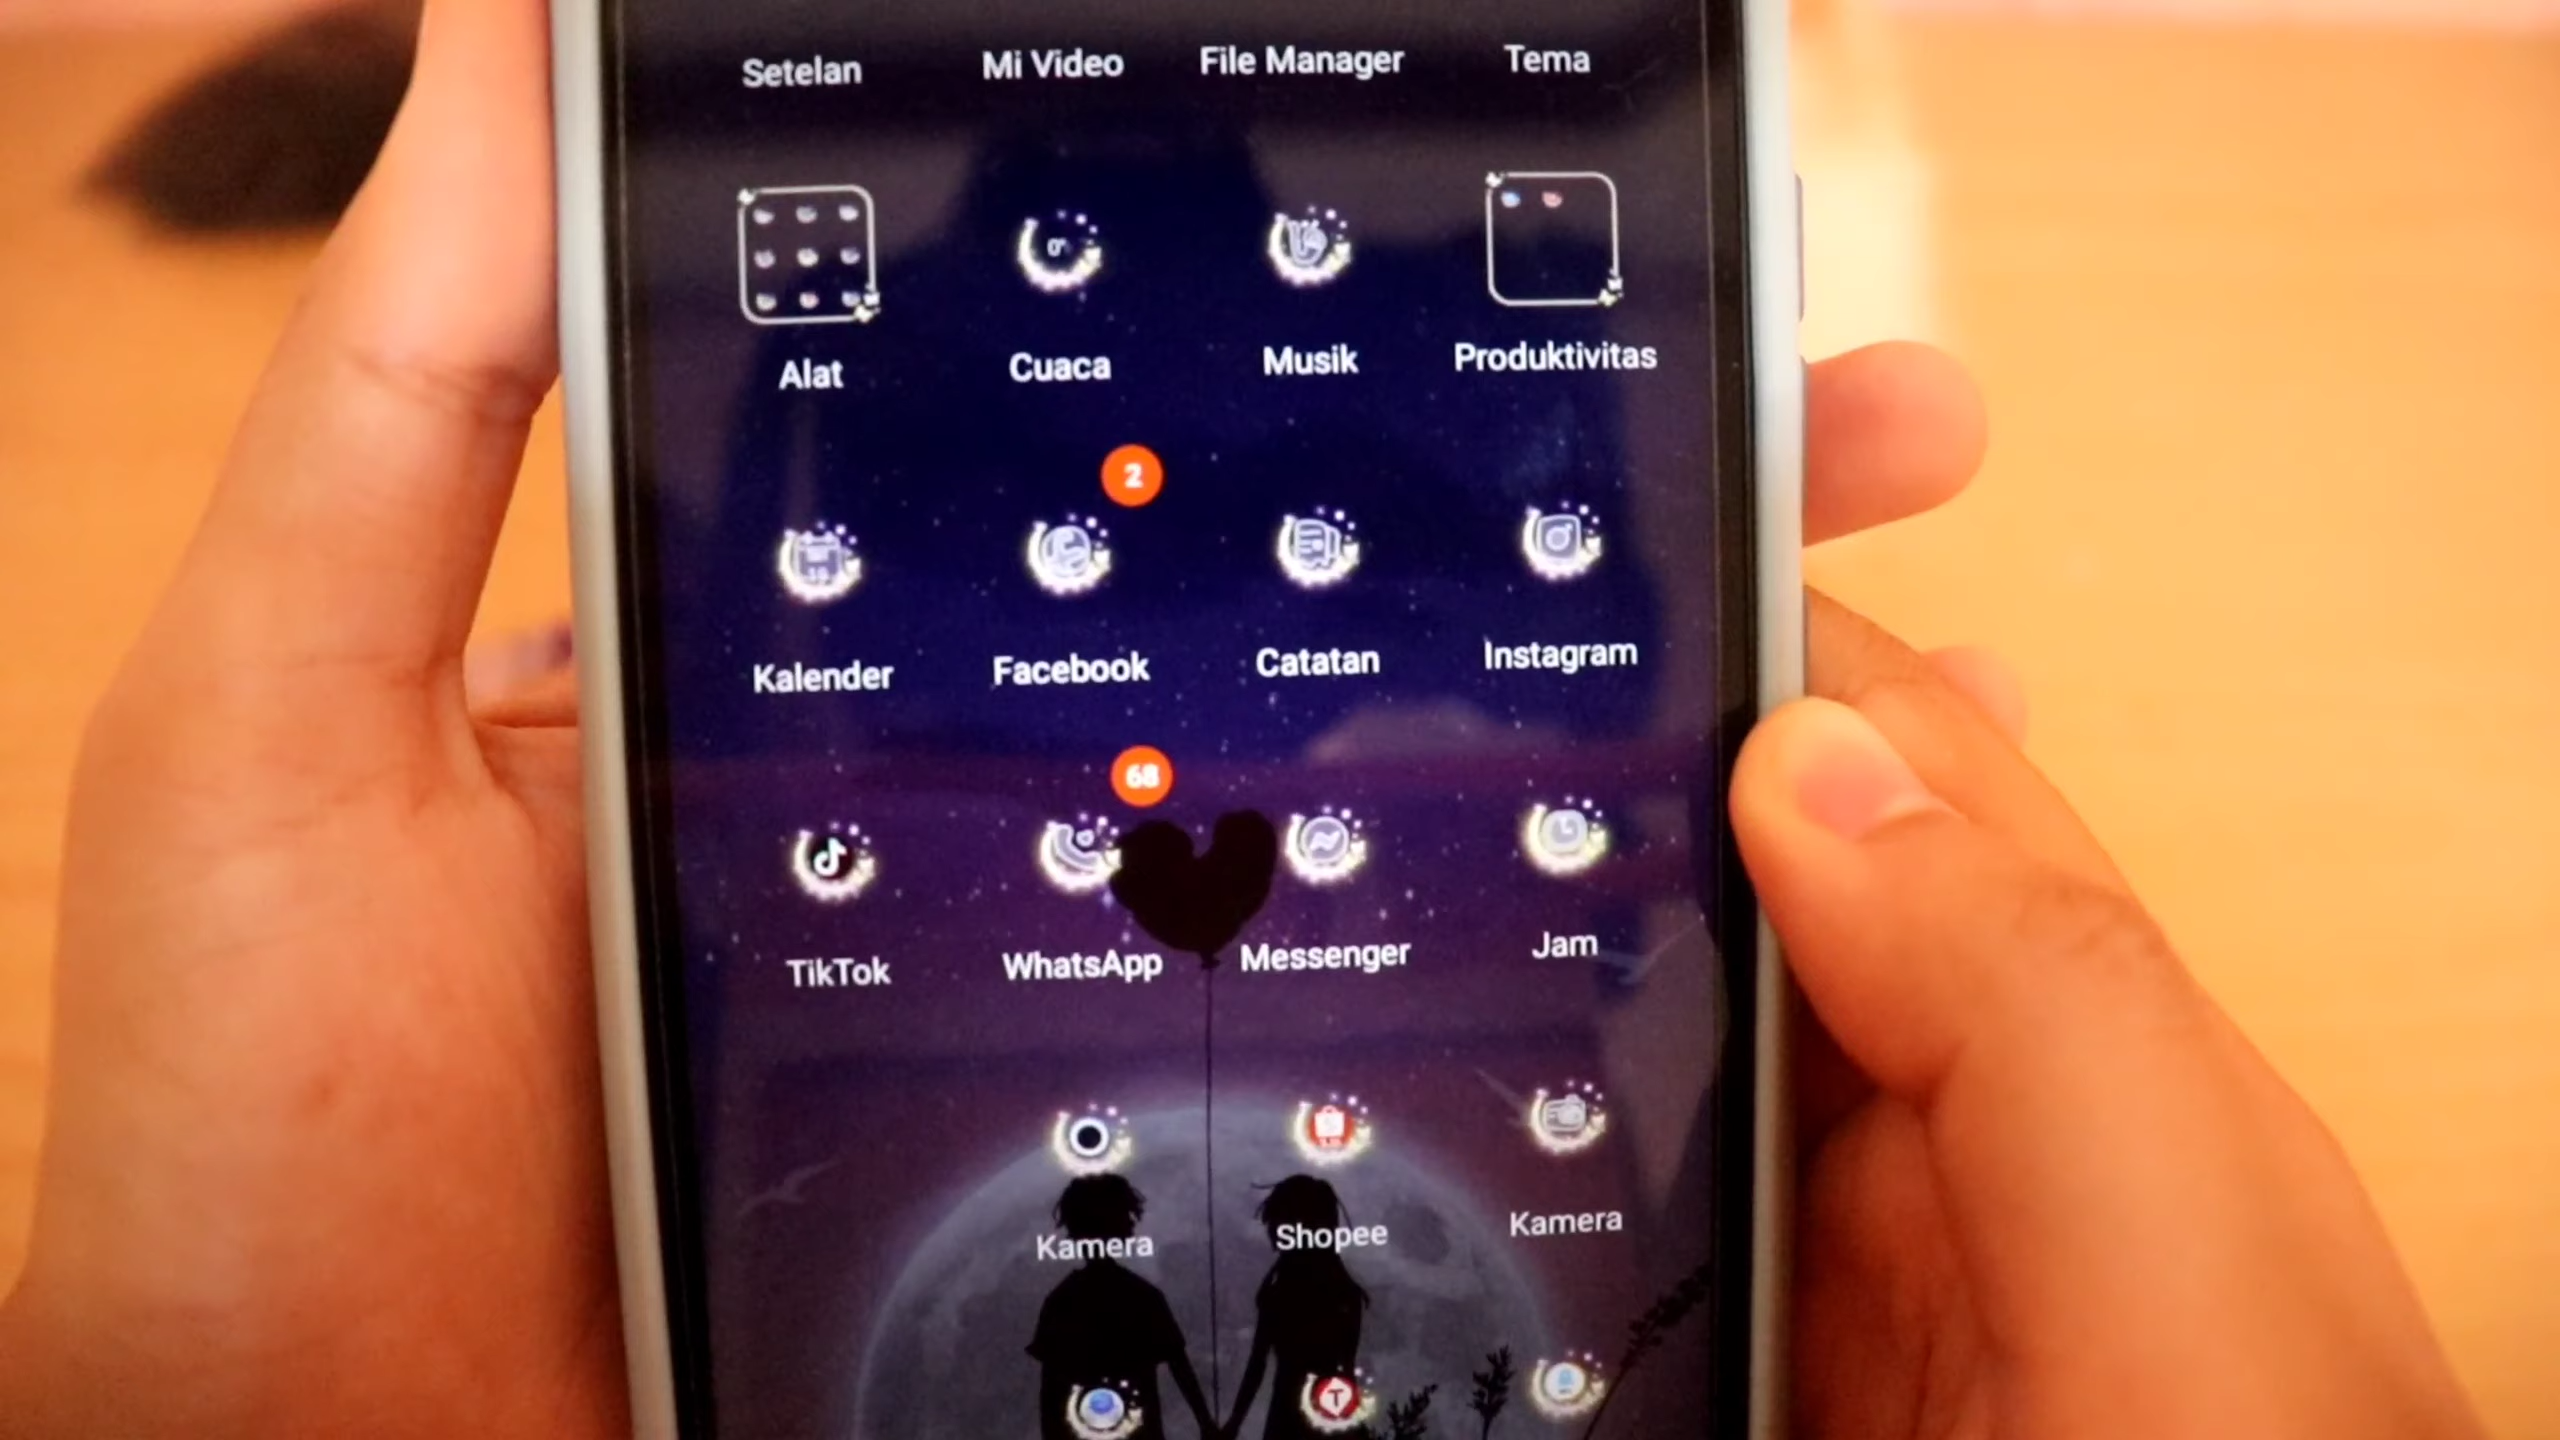 Setelan Mi Video File Manager Tema
Alat Cuaca Musik Produktivitas
2
Kalender Facebook Catatan Instagram
68
TikTok WhatsApp Messenger Jam
Kamera Shopee Kamera